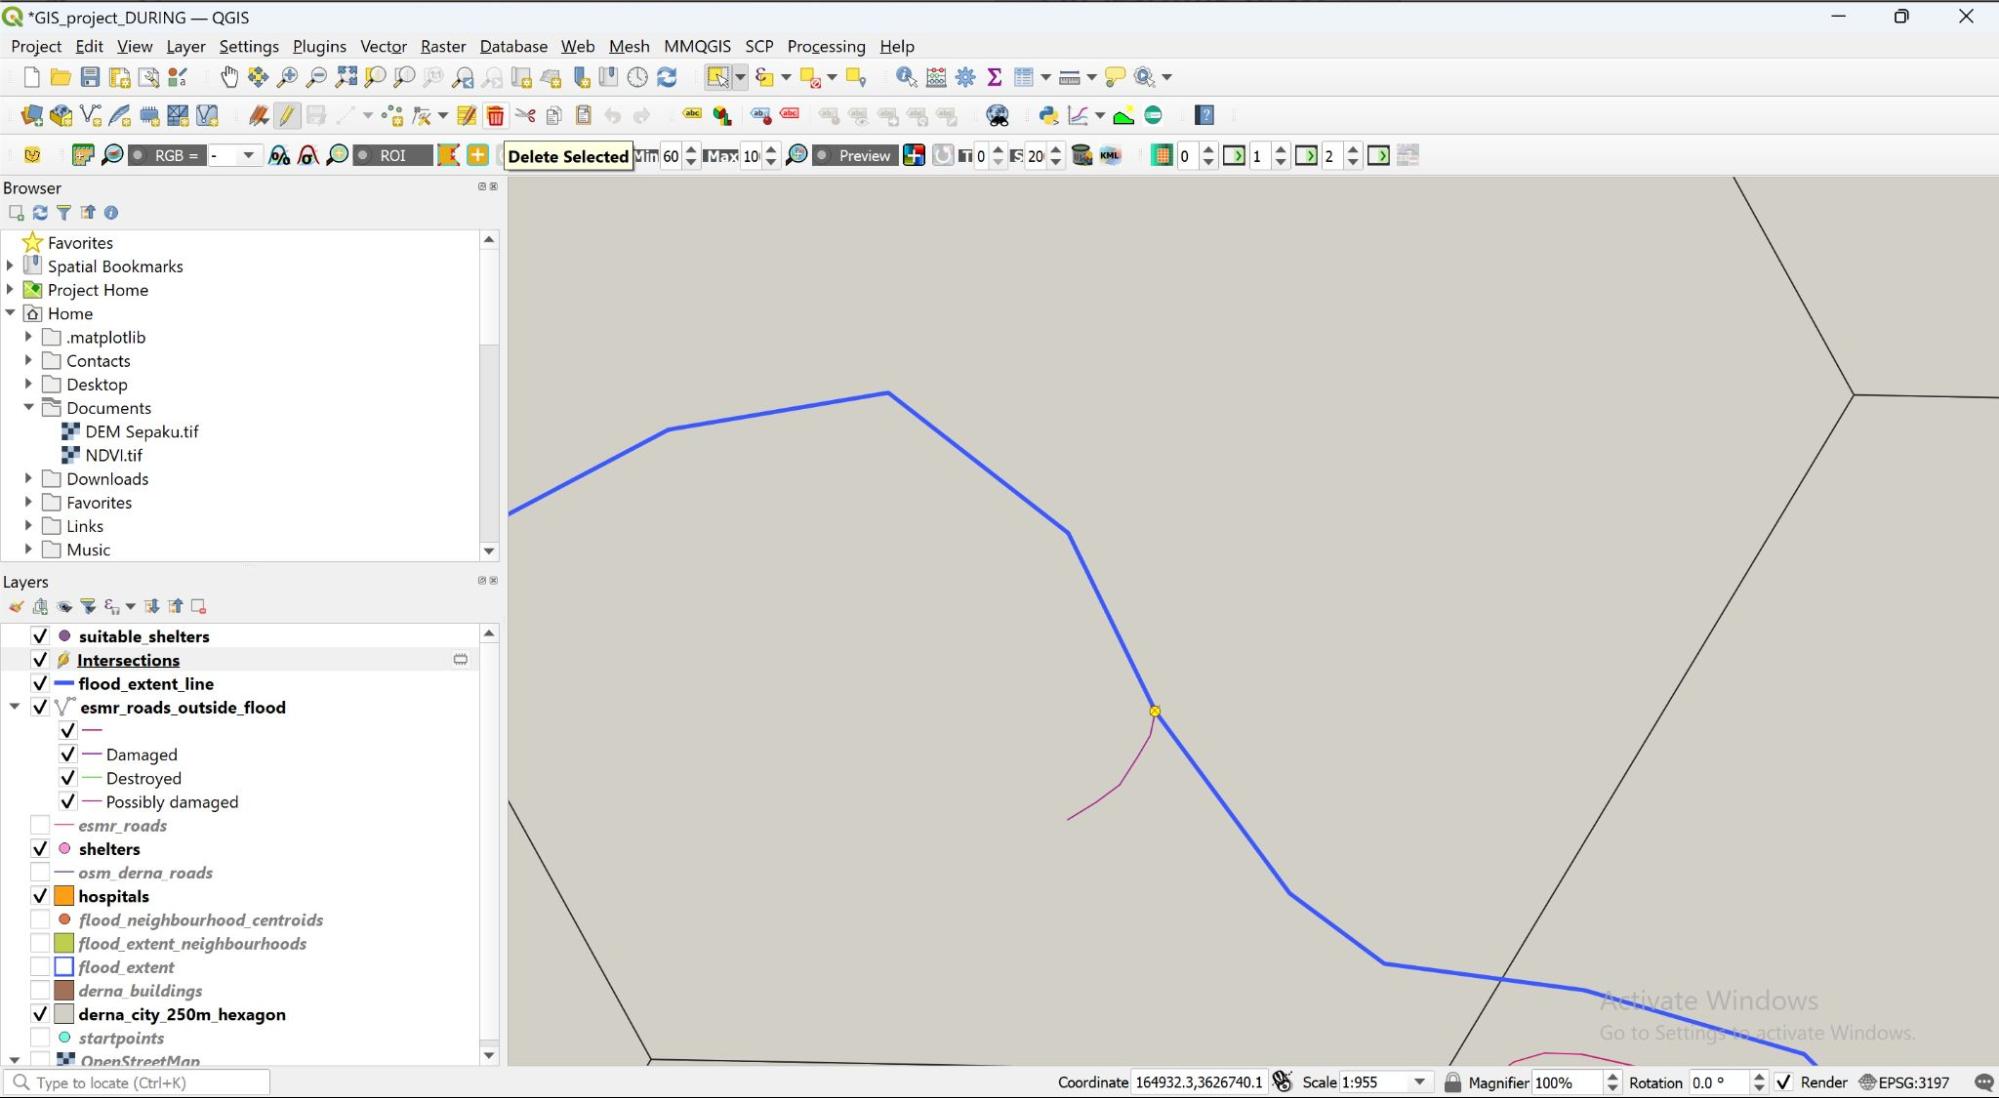 *GIS_project_DURING — QGIS
Project Edit View Layer Settings Plugins Vector Raster Database Web Mesh MMQGIS SCP Processing Help
RGB = - ROI Delete Selected Min 60 Max 10 Preview T 0 S 20 KML 0 1 2
Browser
Favorites
Spatial Bookmarks
Project Home
Home
.matplotlib
Contacts
Desktop
Documents
DEM Sepaku.tif
NDVI.tif
Downloads
Favorites
Links
Music
Layers
suitable_shelters
Intersections
flood_extent_line
esmr_roads_outside_flood
Damaged
Destroyed
Possibly damaged
esmr_roads
shelters
osm_derna_roads
hospitals
flood_neighbourhood_centroids
flood_extent_neighbourhoods
flood_extent
derna_buildings
derna_city_250m_hexagon
startpoints
OpenStreetMap
Activate Windows
Go to Settings to activate Windows.
Type to locate (Ctrl+K) Coordinate 164932.3,3626740.1 Scale 1:955 Magnifier 100% Rotation 0.0 ° Render EPSG:3197